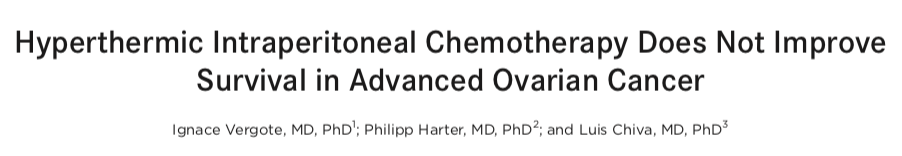 Hyperthermic Intraperitoneal Chemotherapy Does Not Improve
Survival in Advanced Ovarian Cancer
Ignace Vergote, MD, PhD¹; Philipp Harter, MD, PhD²; and Luis Chiva, MD, PhD³